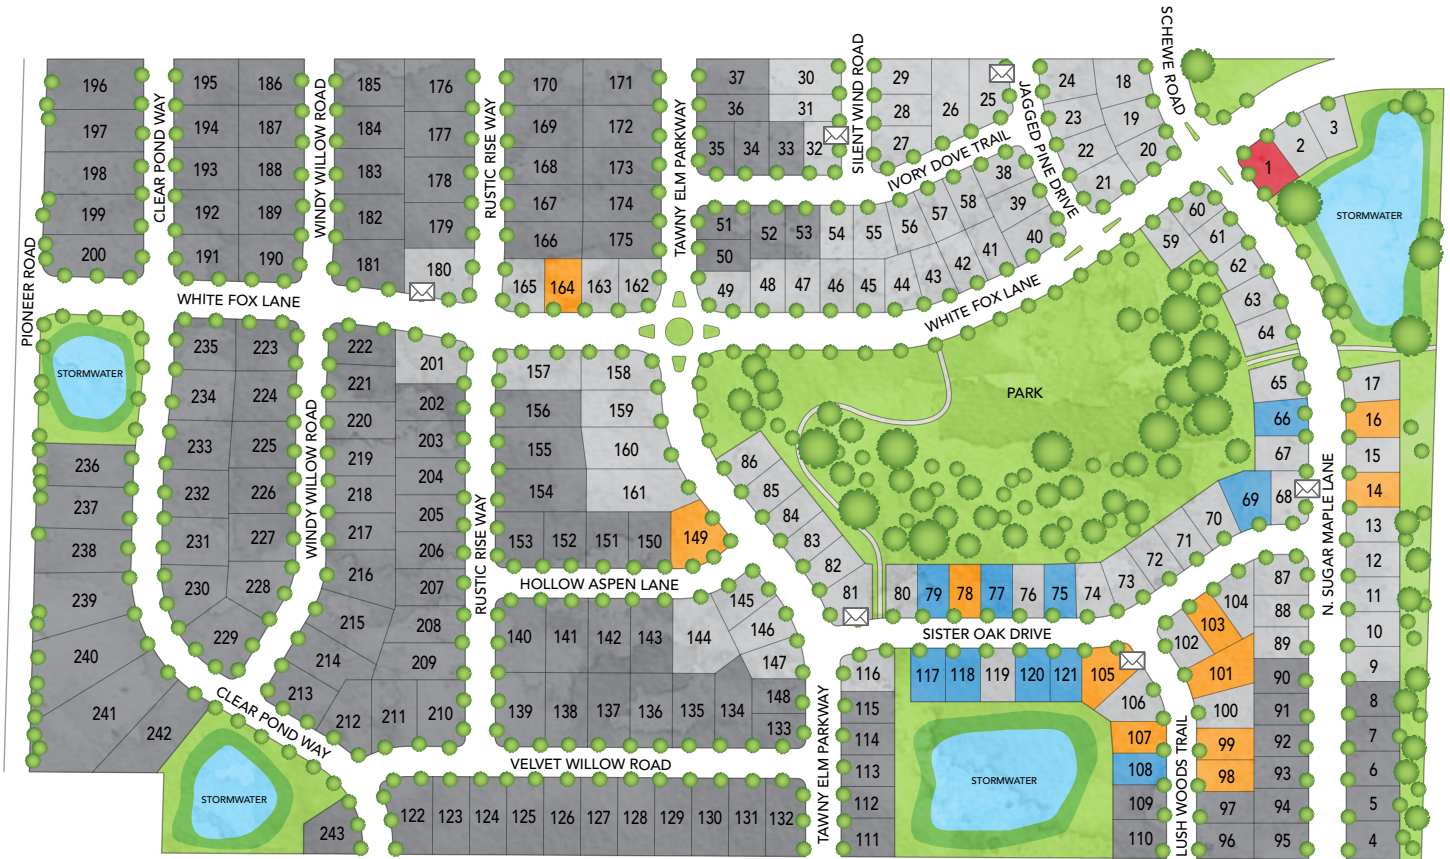 SCHEWE ROAD
SILENT WIND ROAD
JAGGED PINE DRIVE
IVORY DOVE TRAIL
TAWNY ELM PARKWAY
RUSTIC RISE WAY
WINDY WILLOW ROAD
CLEAR POND WAY
PIONEER ROAD
196 195 186 185 176 170 171 37 30 29 26 25 24 18
197 194 187 184 177 169 172 36 31 28 23 19 3
198 193 188 183 178 168 173 35 34 33 32 27 22 20 2
199 192 189 182 179 167 174 38 21 1
200 191 190 181 180 166 175 51 52 53 54 55 56 57 58 39 60
50 41 40 59 61
165 164 163 162 49 48 47 46 45 44 43 42 62
WHITE FOX LANE
WHITE FOX LANE
STORMWATER
63
64
STORMWATER
PARK
235 223 222 201 157 158 65 17
234 224 221 202 156 159 66 16
233 225 220 203 155 160 86 67 15
236 232 226 219 204 154 161 85 69 68 14
237 231 227 218 205 153 152 151 150 149 84 70 13
238 230 228 217 206 83 71 12
239 229 216 207 82 72 11
WINDY WILLOW ROAD
RUSTIC RISE WAY
HOLLOW ASPEN LANE
N. SUGAR MAPLE LANE
81 80 79 78 77 76 75 74 73 87
215 208 140 141 142 143 144 145 104 88
240 214 209 146 102 103 89 10
SISTER OAK DRIVE
241 213 147 116 117 118 119 120 121 105 101 90 9
242 212 211 210 139 138 137 136 135 134 148 115 106 100 91 8
133 114 107 99 92 7
CLEAR POND WAY
VELVET WILLOW ROAD
TAWNY ELM PARKWAY
LUSH WOODS TRAIL
STORMWATER
STORMWATER
113 108 98 93 6
243 122 123 124 125 126 127 128 129 130 131 132 112 109 97 94 5
111 110 96 95 4